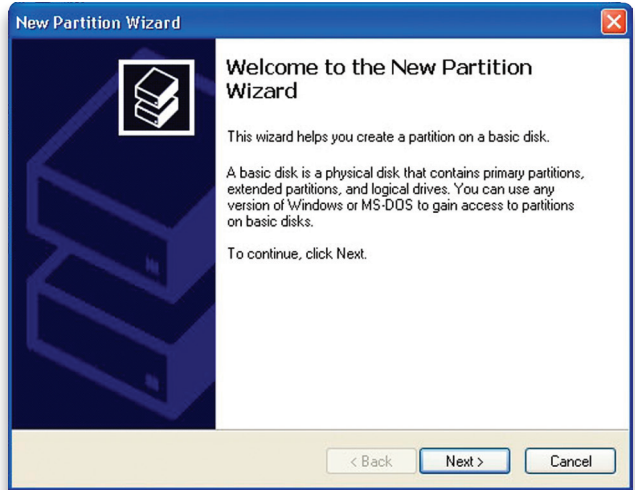 New Partition Wizard
Welcome to the New Partition
Wizard
This wizard helps you create a partition on a basic disk.
A basic disk is a physical disk that contains primary partitions,
extended partitions, and logical drives. You can use any
version of Windows or MS-DOS to gain access to partitions
on basic disks.
To continue, click Next.
< Back
Next >
Cancel